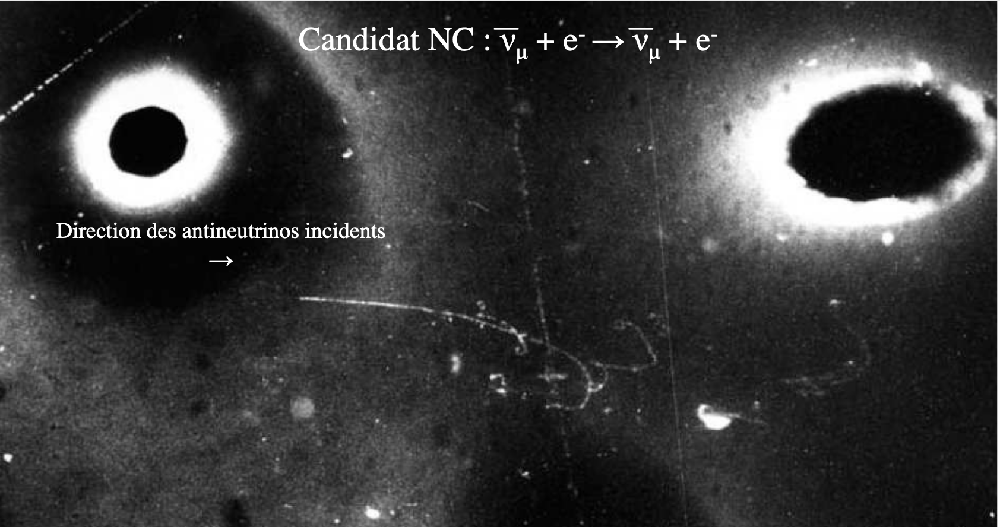 Candidat NC : ν̅μ + e- → ν̅μ + e-
Direction des antineutrinos incidents
→